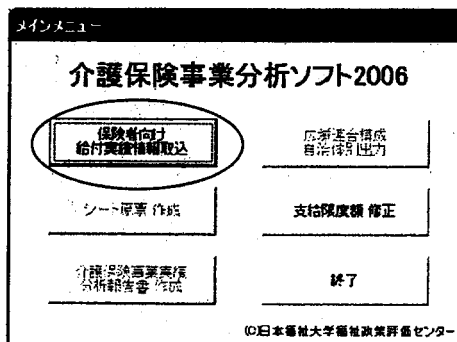 メインメニュー
介護保険事業分析ソフト2006
保険者向け
給付実績情報取込
広域連合構成
自治体別出力
シート原票 作成
支給限度額 修正
介護保険事業実績
分析報告書 作成
終了
(C)日本福祉大学福祉政策評価センター